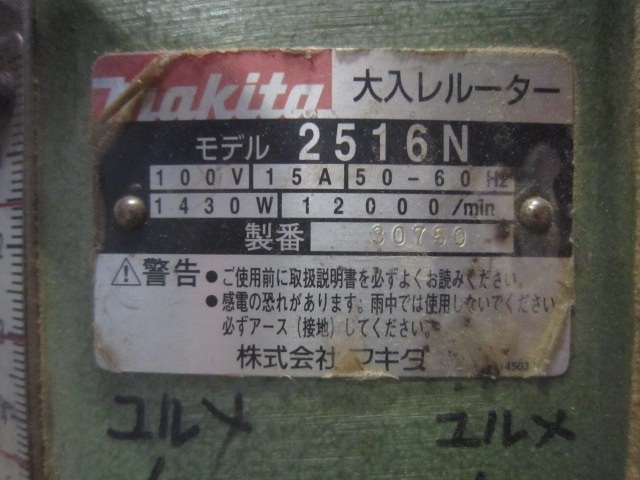 makita 大入レルーター
モデル 2516N
100V 15A 50-60 Hz
1430W 12000/min
製番 30780
⚠警告 ●ご使用前に取扱説明書を必ずよくお読みください。
●感電の恐れがあります。雨中では使用しないでください
必ずアース（接地）してください。
株式会社 マキタ
14503
ユルメ ユルメ